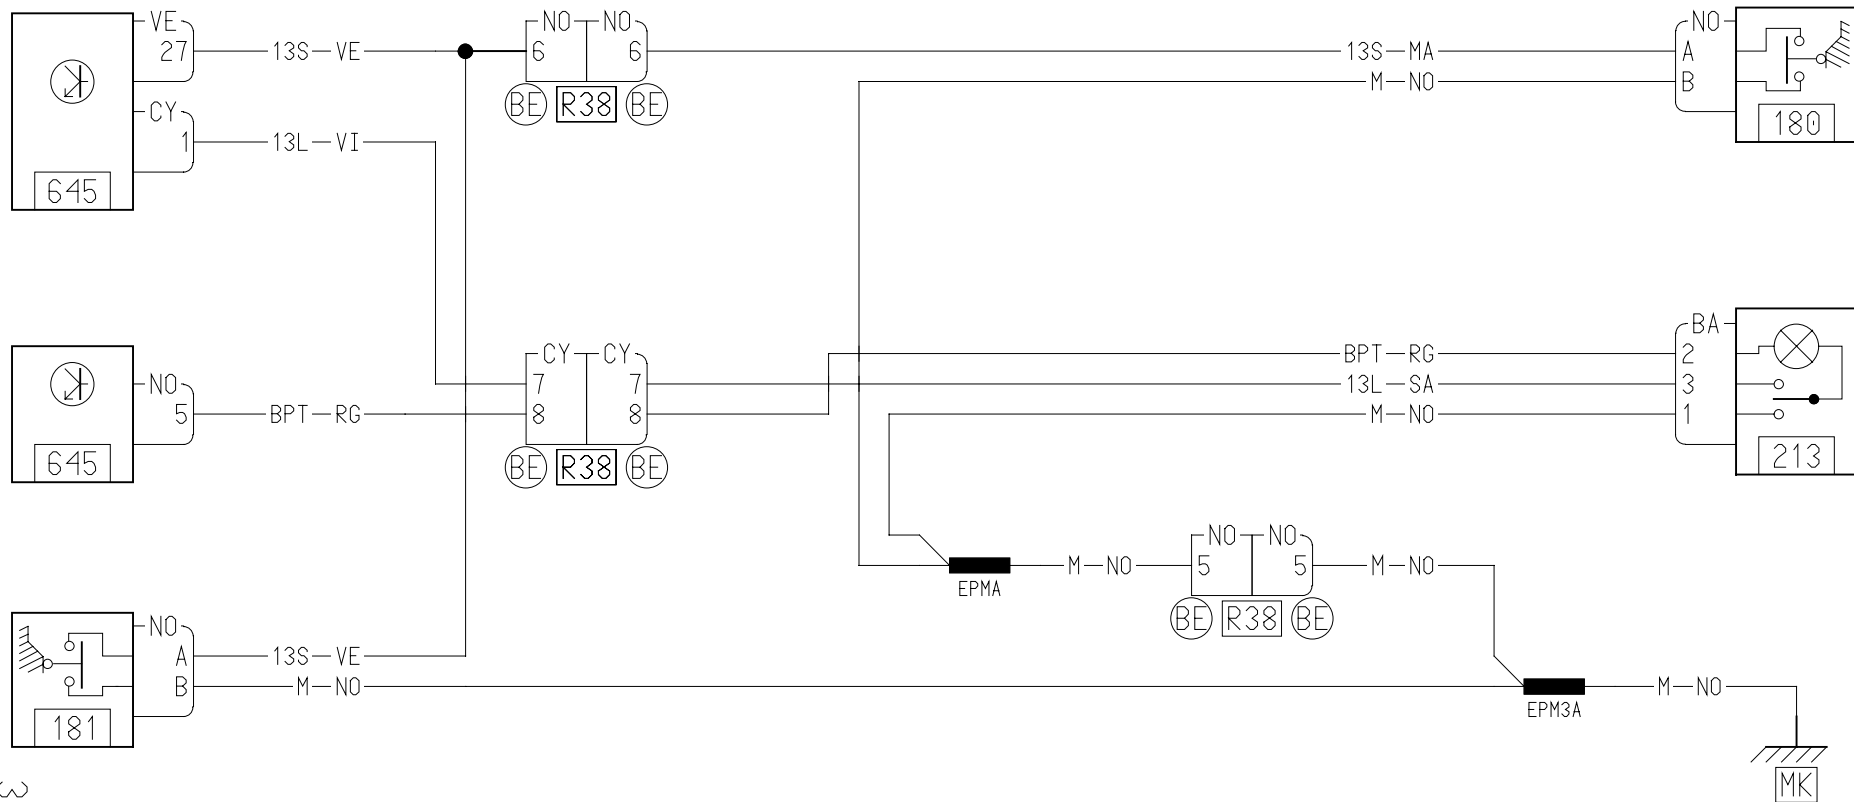 VE NO NO NO
27 13S VE 6 6 13S MA A
M NO B
CY BE R38 BE 180
1 13L VI
645
BA
CY CY BPT RG 2
NO 7 7 13L SA 3
5 BPT RG 8 8 M NO 1
645 BE R38 BE 213
NO NO
M NO 5 5 M NO
EPMA
BE R38 BE
NO
A 13S VE
B M NO M NO
181 EPM3A
MK
3